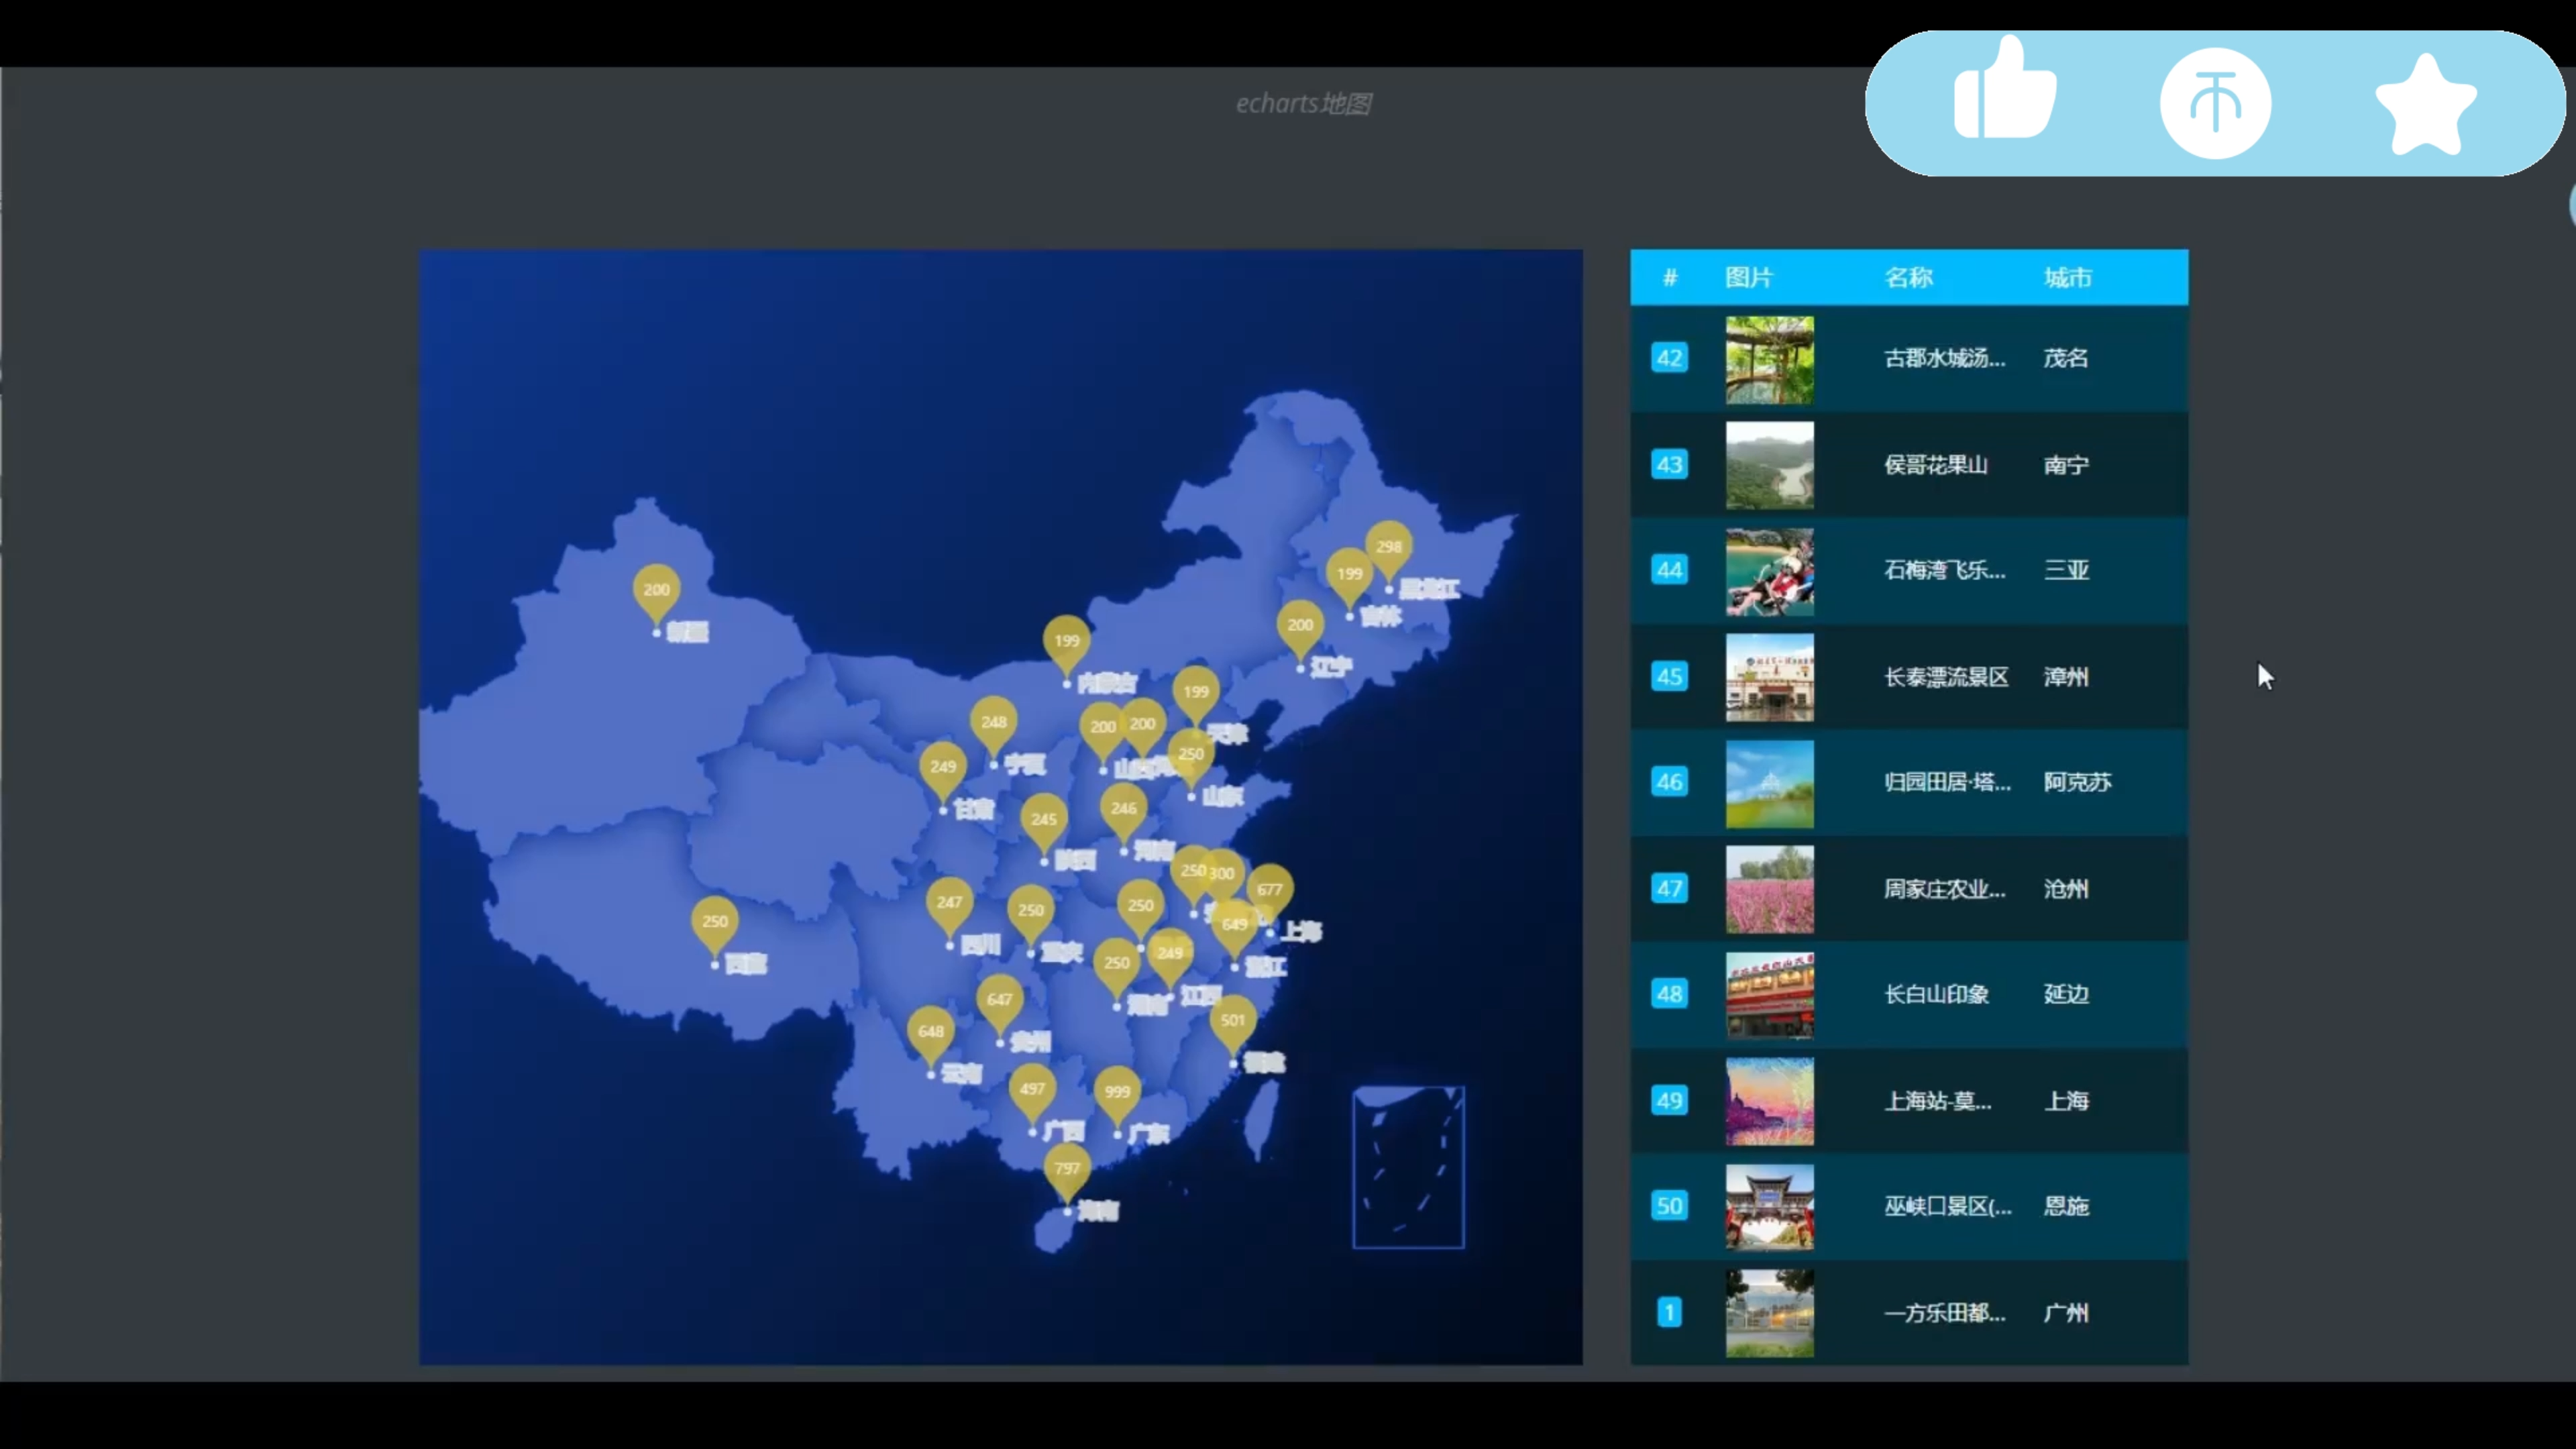 echarts地图
298
199
黑龙江
200
吉林
200
新疆
199
辽宁
内蒙古
199
248
200
200
天津
250
249
宁夏
山西
山东
甘肃
246
245
河南
陕西
250
300
677
247
250
250
649
上海
250
四川
重庆
250
249
浙江
西藏
647
湖南
江西
648
501
贵州
云南
497
999
福建
广西
广东
797
海南
# 图片 名称 城市
42 古郡水城汤... 茂名
43 侯哥花果山 南宁
44 石梅湾飞乐... 三亚
45 长泰漂流景区 漳州
46 归园田居·塔... 阿克苏
47 周家庄农业... 沧州
48 长白山印象 延边
49 上海站-莫... 上海
50 巫峡口景区(... 恩施
1 一方乐田都... 广州